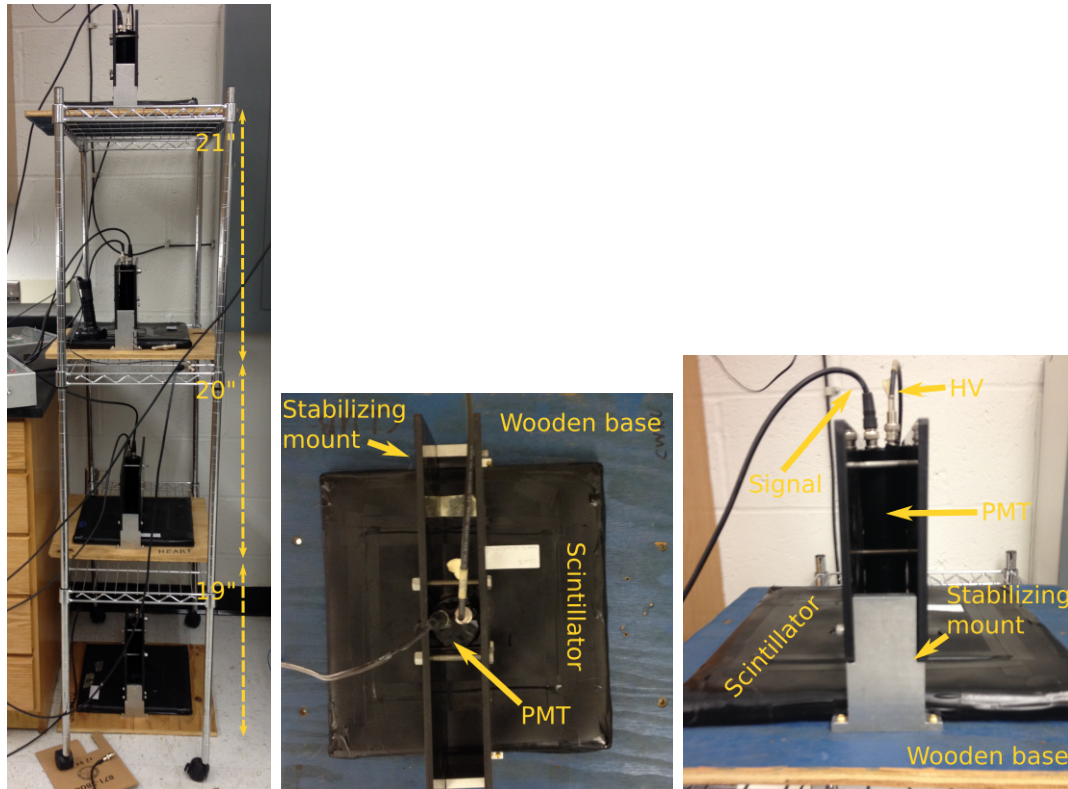 21"
20"
19"
HEART
Stabilizing
mount
Wooden base
Scintillator
PMT
HV
Signal
PMT
Stabilizing
mount
Scintillator
Wooden base